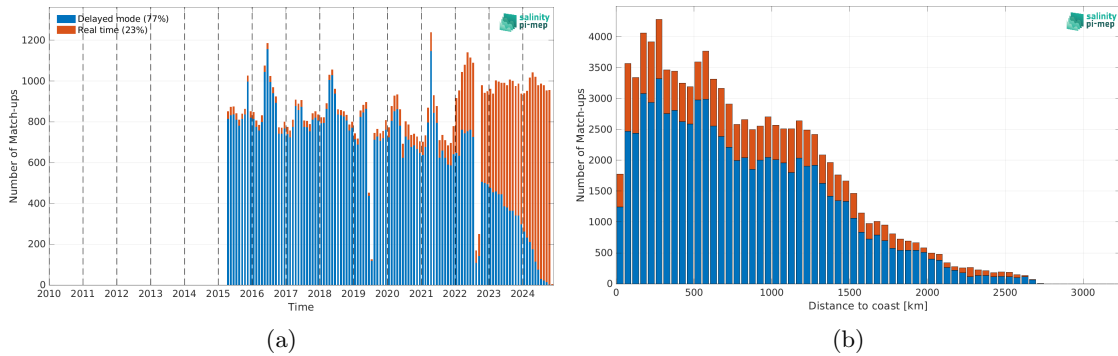 Delayed mode (77%)
Real time (23%)
salinity
pi-mep
Number of Match-ups
1200
1000
800
600
400
200
0
2010 2011 2012 2013 2014 2015 2016 2017 2018 2019 2020 2021 2022 2023 2024
Time
(a)
salinity
pi-mep
Number of Match-ups
4000
3500
3000
2500
2000
1500
1000
500
0
0 500 1000 1500 2000 2500 3000
Distance to coast [km]
(b)